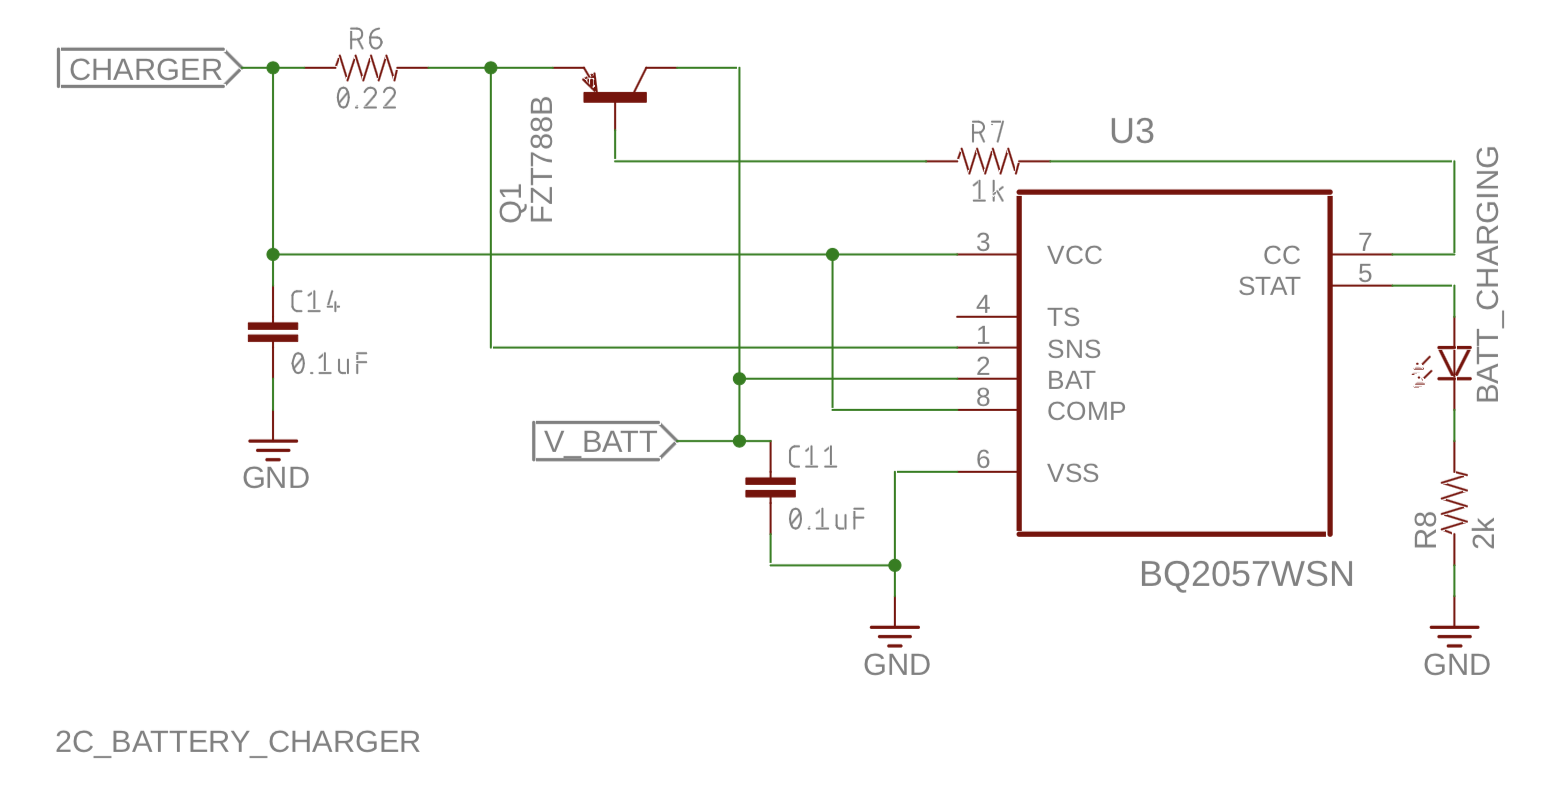 R6
CHARGER
0.22
Q1
FZT788B
R7
1k
U3
3 VCC
4 TS
1 SNS
2 BAT
8 COMP
6 VSS
CC 7
STAT 5
BATT_CHARGING
C14
0.1uF
GND
V_BATT
C11
0.1uF
GND
R8
2k
GND
BQ2057WSN
2C_BATTERY_CHARGER